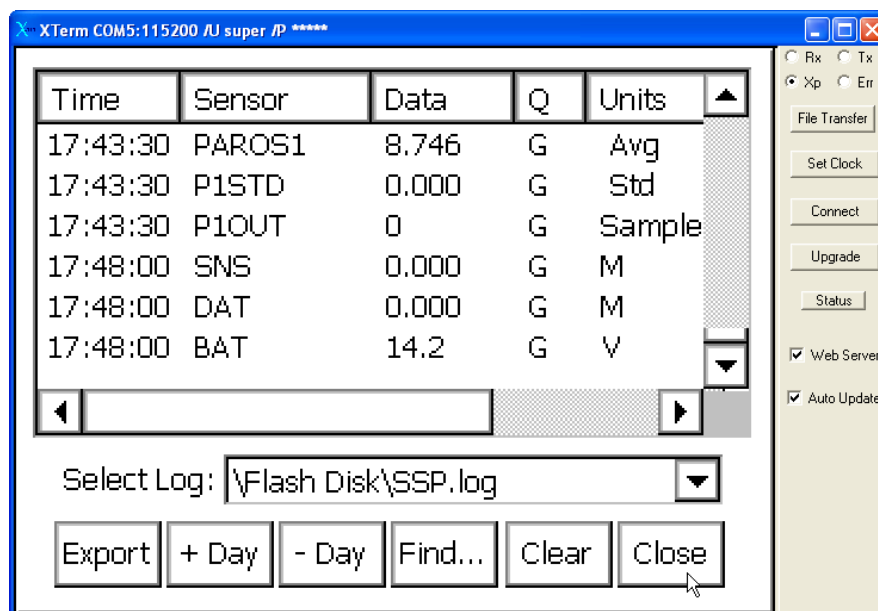 XTerm COM5:115200 /U super /P *****
Rx Tx
Xp Err
File Transfer
Set Clock
Connect
Upgrade
Status
Web Server
Auto Update
Time Sensor Data Q Units
17:43:30 PAROS1 8.746 G Avg
17:43:30 P1STD 0.000 G Std
17:43:30 P1OUT 0 G Sample
17:48:00 SNS 0.000 G M
17:48:00 DAT 0.000 G M
17:48:00 BAT 14.2 G V
Select Log: \Flash Disk\SSP.log
Export + Day - Day Find... Clear Close